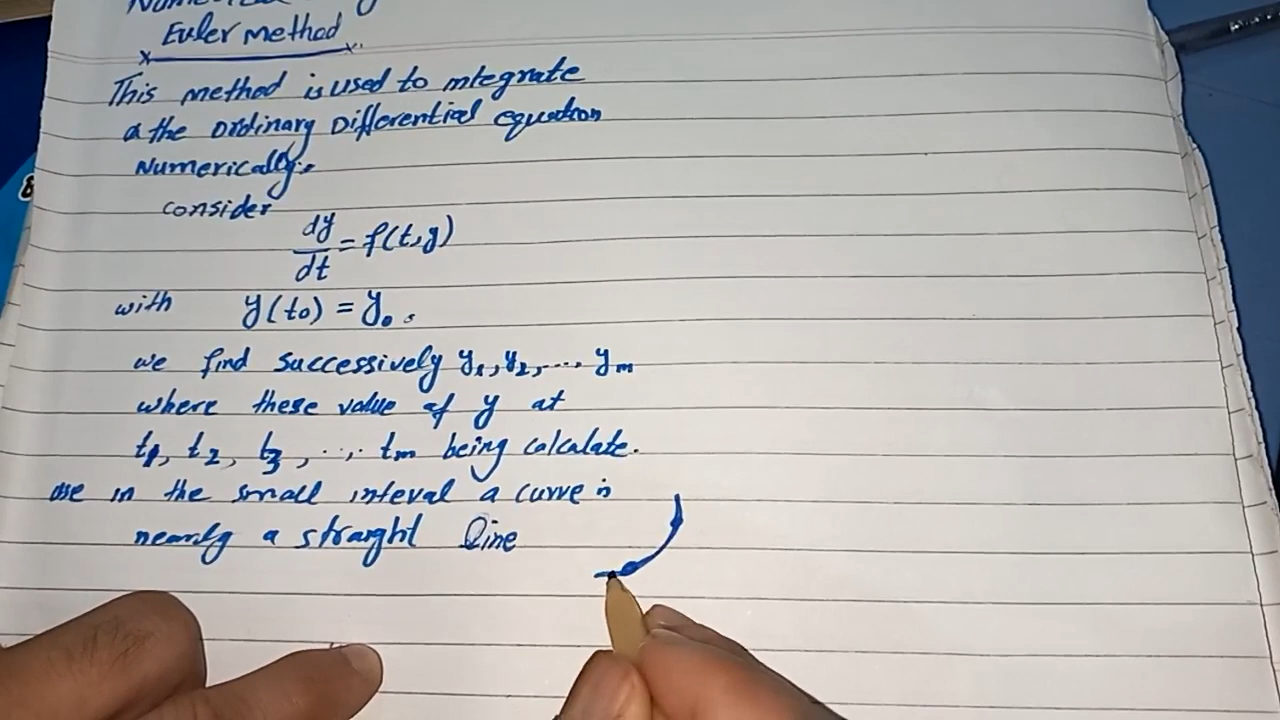 Euler method
This method is used to integrate
a the ordinary Differential equation
Numerically.
consider
dy/dt = f(t,y)
with y(t0) = y0.
we find successively y1, y2, ..., ym
where these value of y at
t1, t2, t3, ..., tm being calculate.
use in the small interval a curve is
nearly a straight line